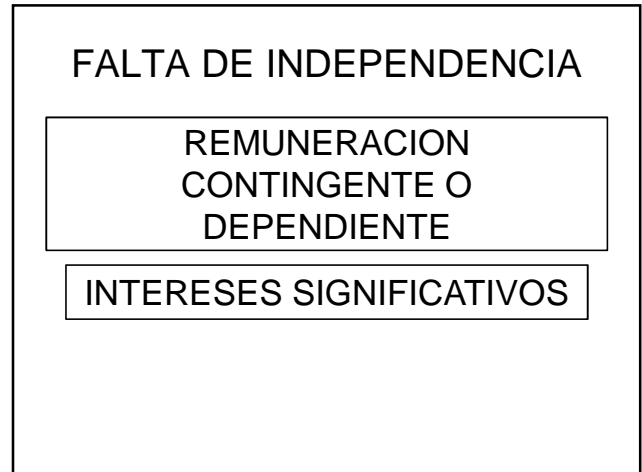 FALTA DE INDEPENDENCIA
REMUNERACION
CONTINGENTE O
DEPENDIENTE
INTERESES SIGNIFICATIVOS